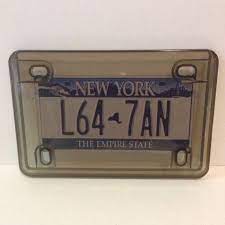 NEW YORK
L64 7AN
THE EMPIRE STATE